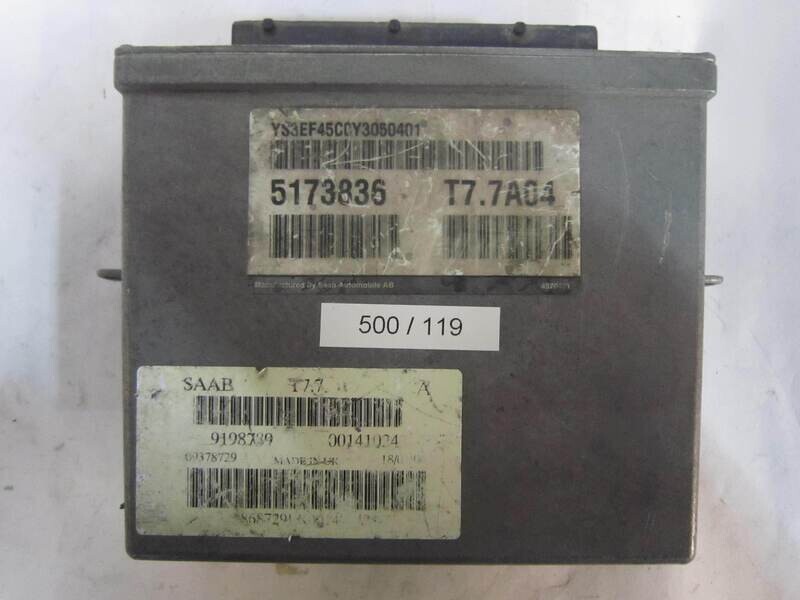 YS3EF45C0Y3050401
5173836 T7.7A04
Manufactured by Saab Automobile AB
500 / 119
SAAB T7.7 A
9198739 00141024
09378729 MADE IN UK